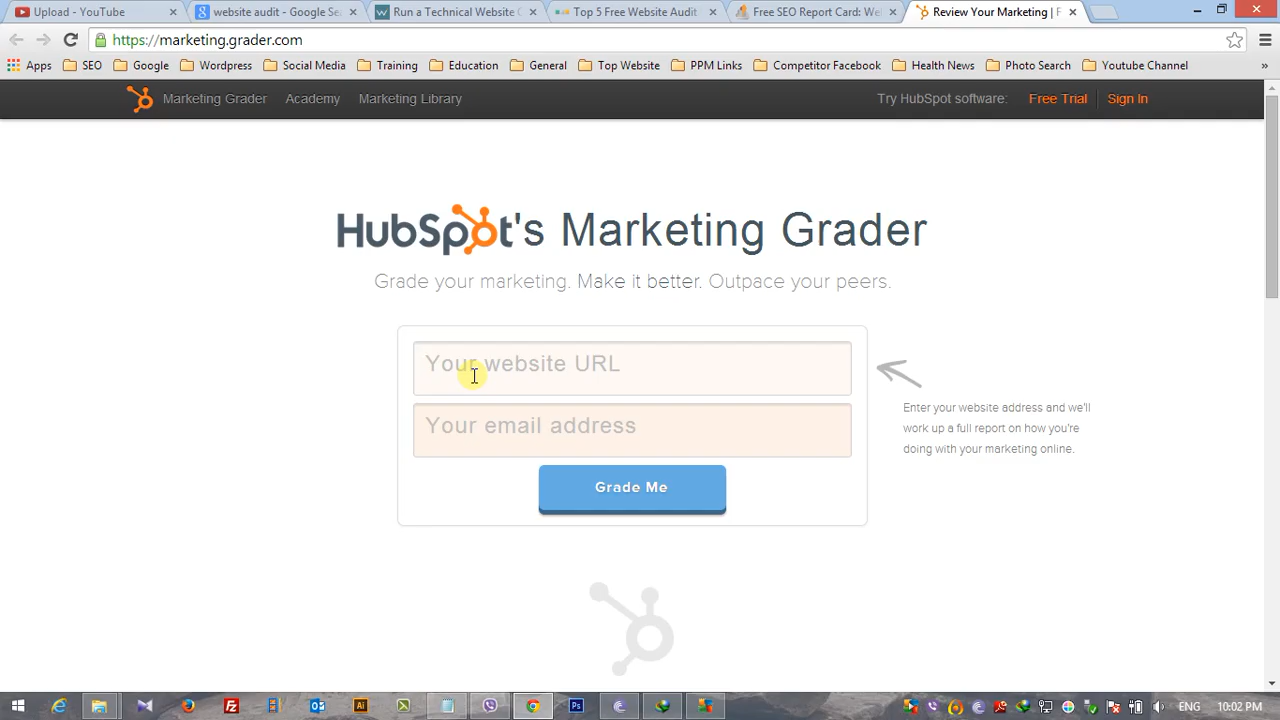 Upload - YouTube
website audit - Google Se
Run a Technical Website C
Top 5 Free Website Audit
Free SEO Report Card: Wel
Review Your Marketing | F
https://marketing.grader.com
Apps SEO Google Wordpress Social Media Training Education General Top Website PPM Links Competitor Facebook Health News Photo Search Youtube Channel »
Marketing Grader Academy Marketing Library Try HubSpot software: Free Trial Sign In
HubSpot's Marketing Grader
Grade your marketing. Make it better. Outpace your peers.
Your website URL
Your email address
Grade Me
Enter your website address and we'll
work up a full report on how you're
doing with your marketing online.
ENG 10:02 PM